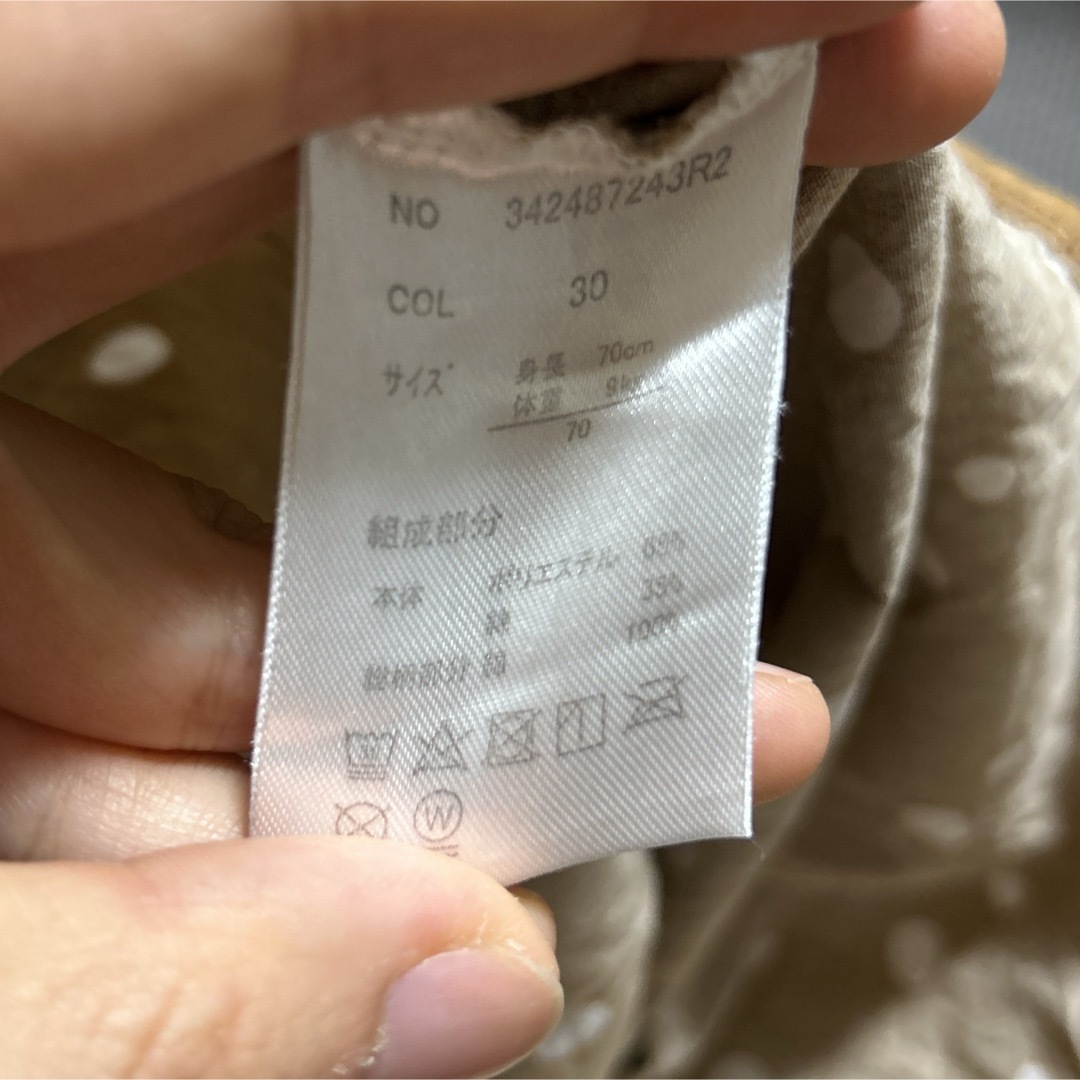 NO 342487243R2
COL 30
サイズ 身長 70cm
体重 9kg
70
組成部分
本体 ポリエステル 65%
綿 35%
綿 100%
W